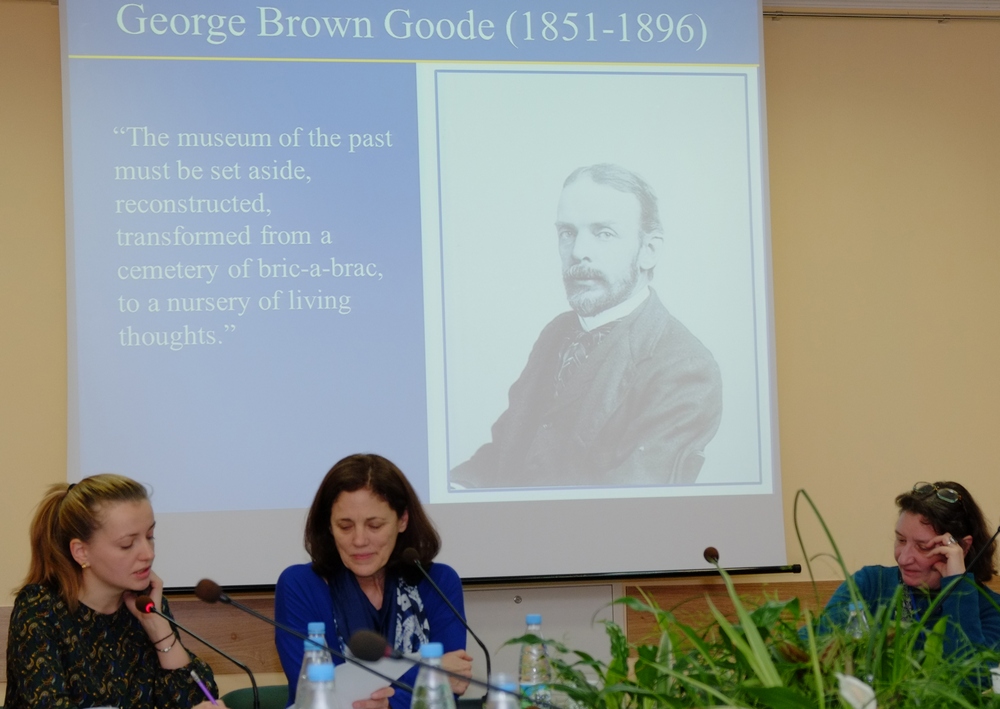 George Brown Goode (1851-1896)
“The museum of the past
must be set aside,
reconstructed,
transformed from a
cemetery of bric-a-brac,
to a nursery of living
thoughts.”